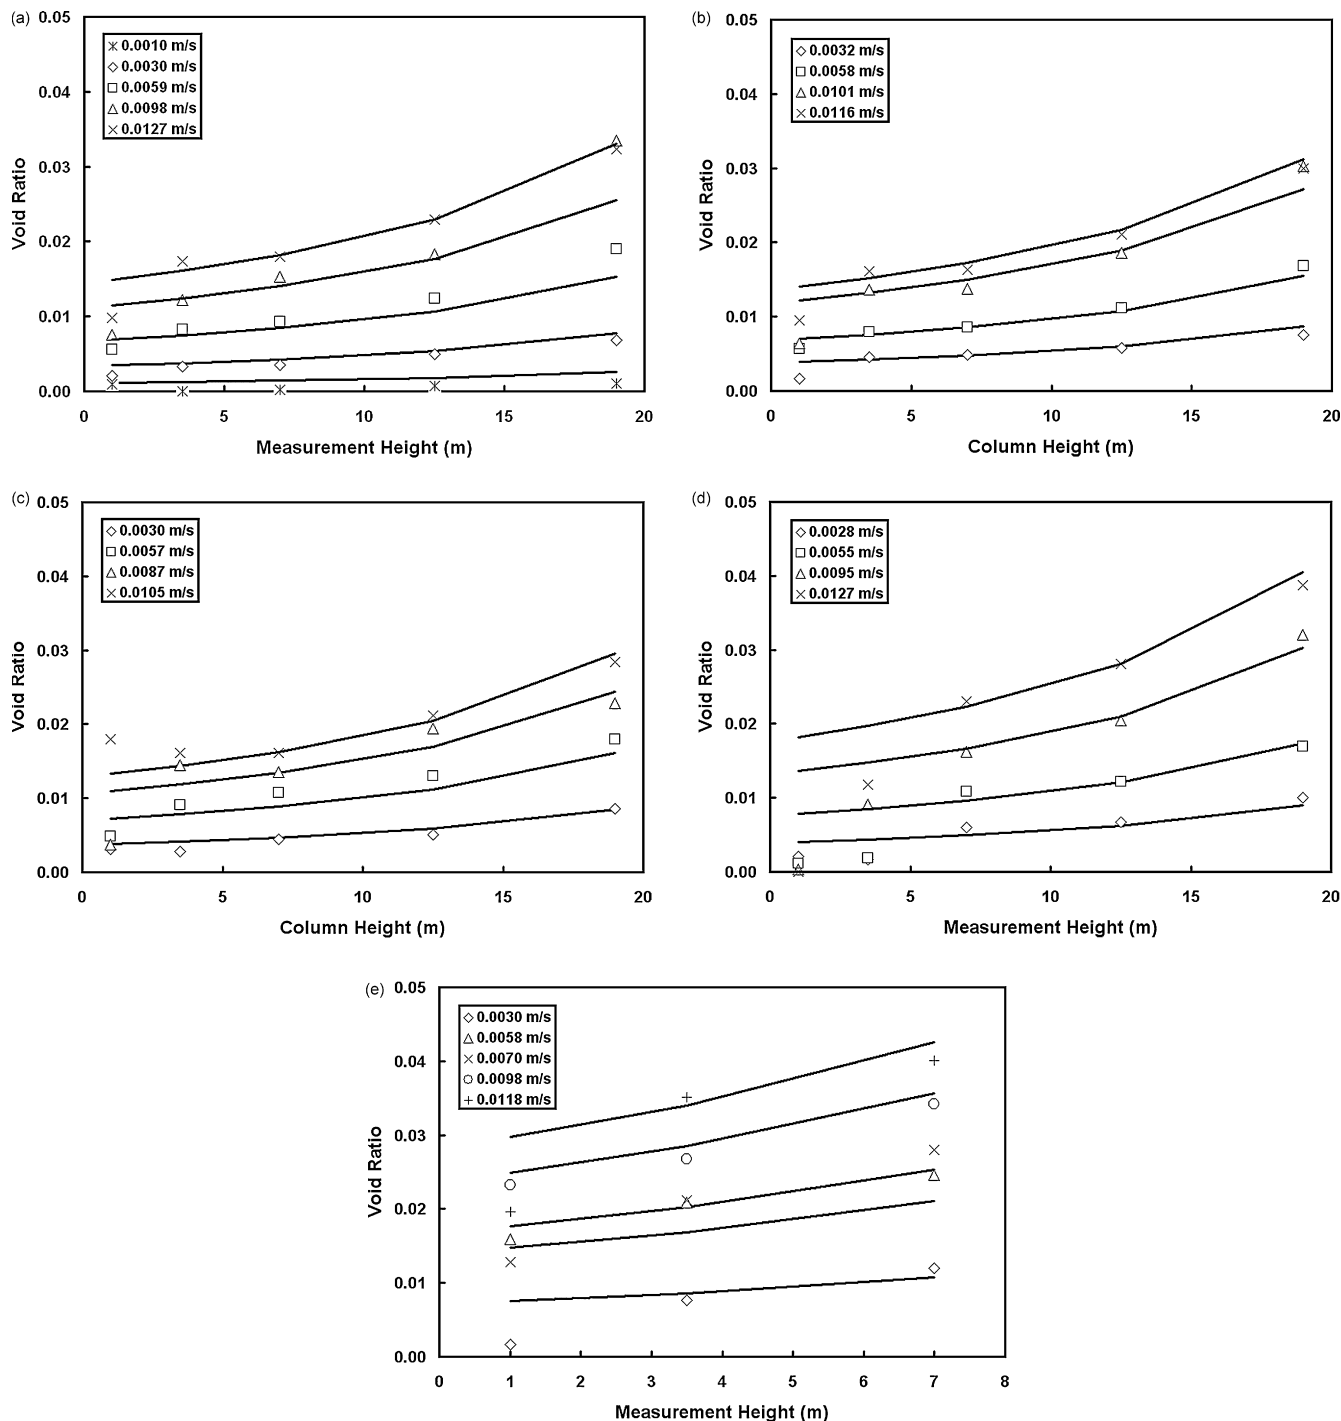 (a)
0.05
0.04
0.03
0.02
0.01
0.00
Void Ratio
0.0010 m/s
0.0030 m/s
0.0059 m/s
0.0098 m/s
0.0127 m/s
0 5 10 15 20
Measurement Height (m)
(b)
0.05
0.04
0.03
0.02
0.01
0.00
Void Ratio
0.0032 m/s
0.0058 m/s
0.0101 m/s
0.0116 m/s
0 5 10 15 20
Column Height (m)
(c)
0.05
0.04
0.03
0.02
0.01
0.00
Void Ratio
0.0030 m/s
0.0057 m/s
0.0087 m/s
0.0105 m/s
0 5 10 15 20
Column Height (m)
(d)
0.05
0.04
0.03
0.02
0.01
0.00
Void Ratio
0.0028 m/s
0.0055 m/s
0.0095 m/s
0.0127 m/s
0 5 10 15 20
Measurement Height (m)
(e)
0.05
0.04
0.03
0.02
0.01
0.00
Void Ratio
0.0030 m/s
0.0058 m/s
0.0070 m/s
0.0098 m/s
0.0118 m/s
0 1 2 3 4 5 6 7 8
Measurement Height (m)